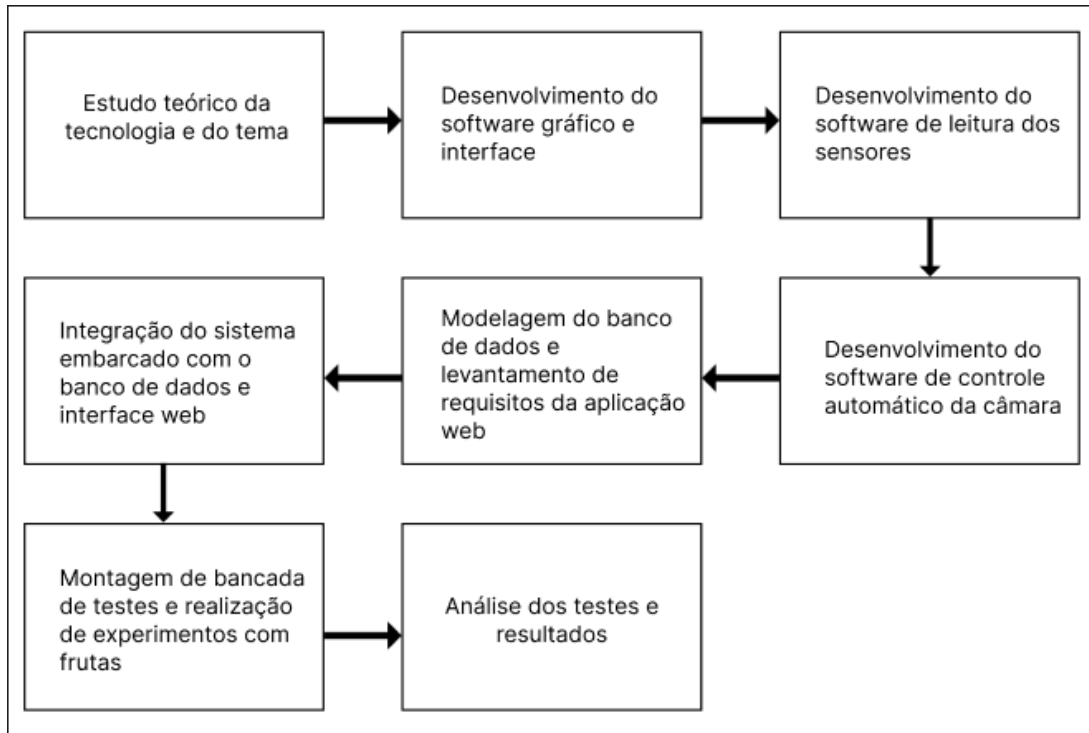 Estudo teórico da
tecnologia e do tema
Desenvolvimento do
software gráfico e
interface
Desenvolvimento do
software de leitura dos
sensores
Desenvolvimento do
software de controle
automático da câmara
Modelagem do banco
de dados e
levantamento de
requisitos da aplicação
web
Integração do sistema
embarcado com o
banco de dados e
interface web
Montagem de bancada
de testes e realização
de experimentos com
frutas
Análise dos testes e
resultados